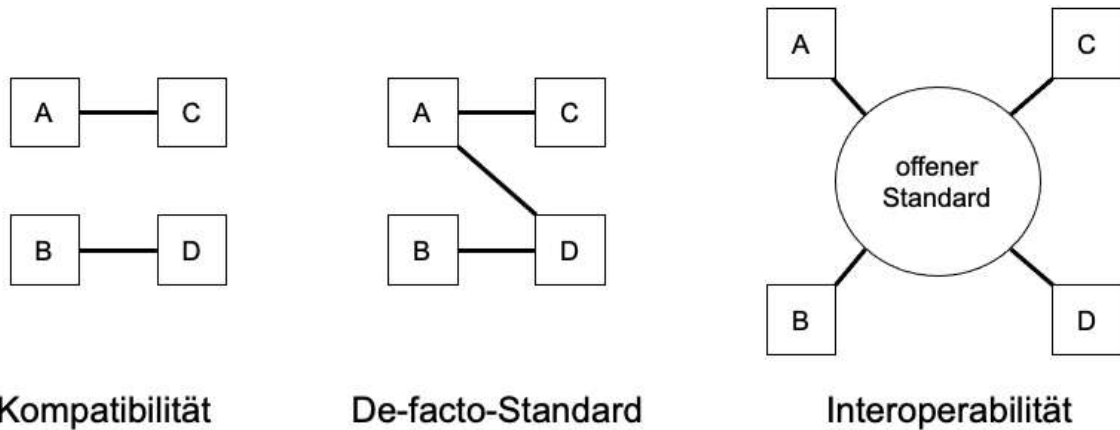 A
C
B
D
Kompatibilität
A
C
B
D
De-facto-Standard
A
C
offener
Standard
B
D
Interoperabilität